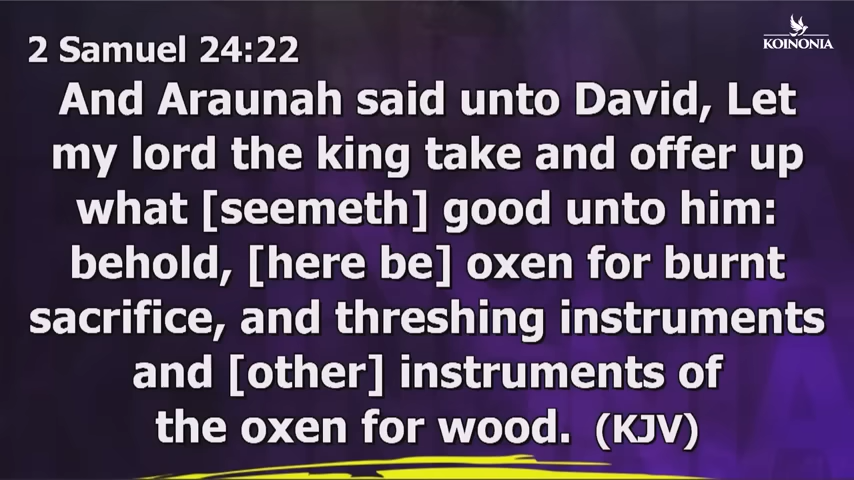 KOINONIA
2 Samuel 24:22
And Araunah said unto David, Let
my lord the king take and offer up
what [seemeth] good unto him:
behold, [here be] oxen for burnt
sacrifice, and threshing instruments
and [other] instruments of
the oxen for wood. (KJV)